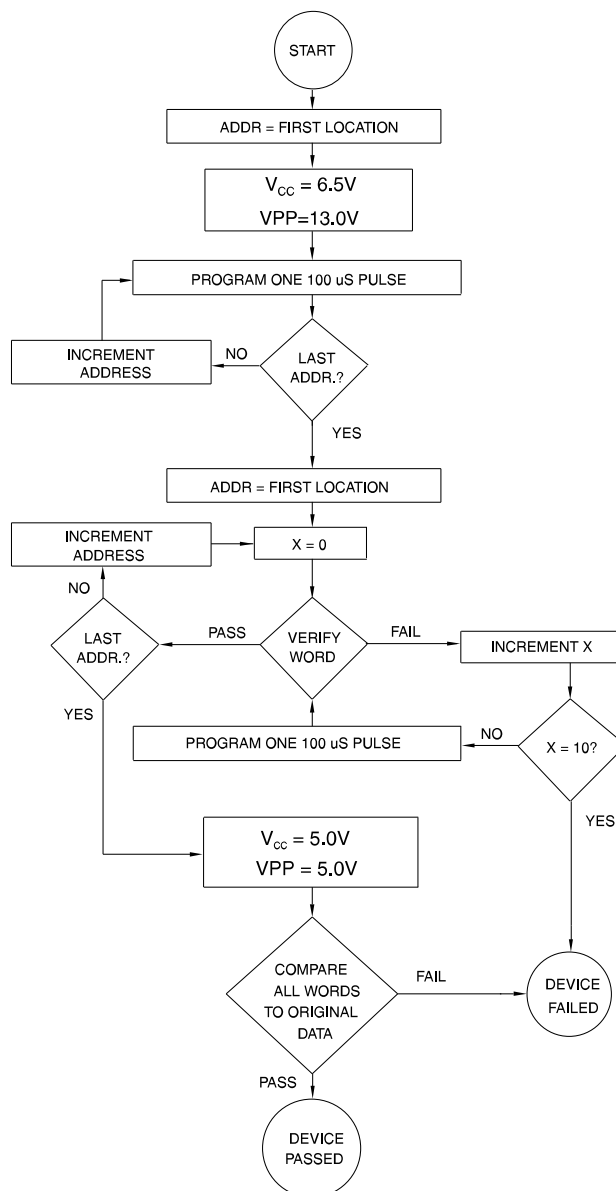 START
ADDR = FIRST LOCATION
VCC = 6.5V
VPP=13.0V
PROGRAM ONE 100 uS PULSE
INCREMENT
ADDRESS
NO
LAST
ADDR.?
YES
ADDR = FIRST LOCATION
INCREMENT
ADDRESS
X = 0
NO
LAST
ADDR.?
PASS
VERIFY
WORD
FAIL
INCREMENT X
YES
PROGRAM ONE 100 uS PULSE
NO
X = 10?
YES
VCC = 5.0V
VPP = 5.0V
COMPARE
ALL WORDS
TO ORIGINAL
DATA
FAIL
DEVICE
FAILED
PASS
DEVICE
PASSED